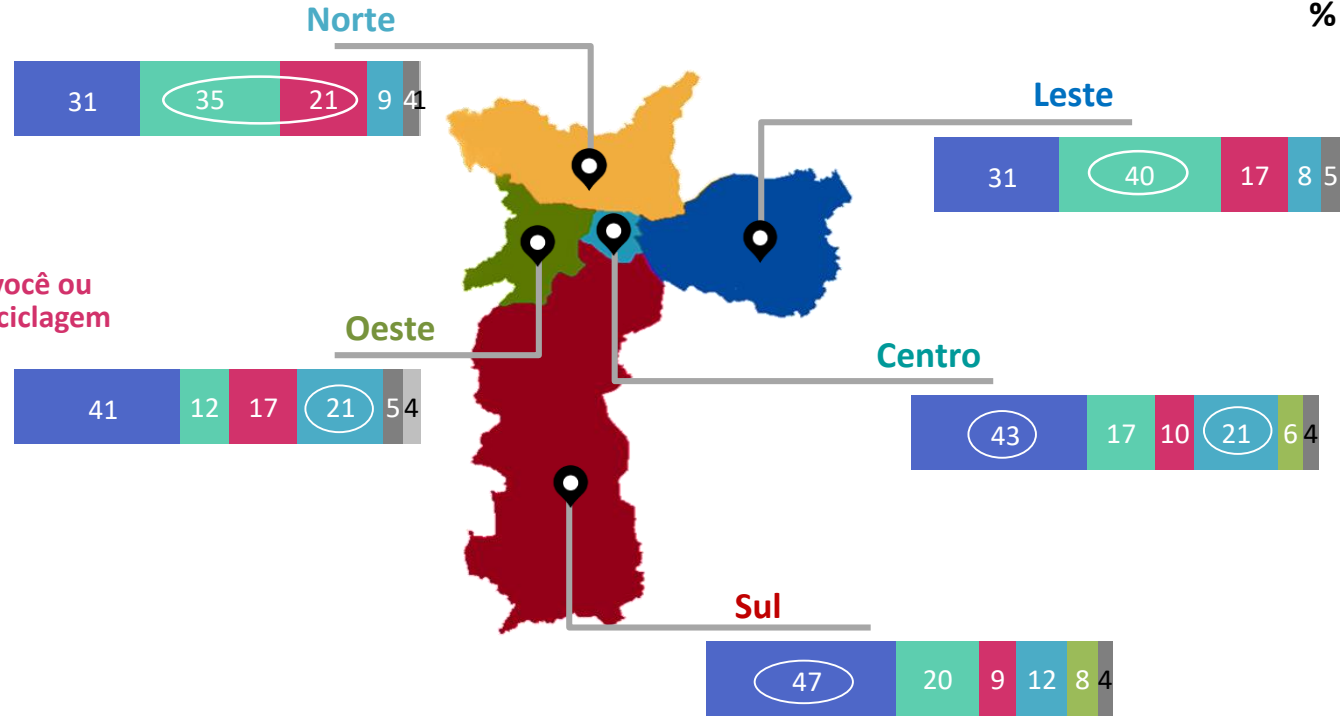 %
Norte
31 35 21 9 4 1
Leste
31 40 17 8 5
você ou
ciclagem
Oeste
41 12 17 21 5 4
Centro
43 17 10 21 6 4
Sul
47 20 9 12 8 4